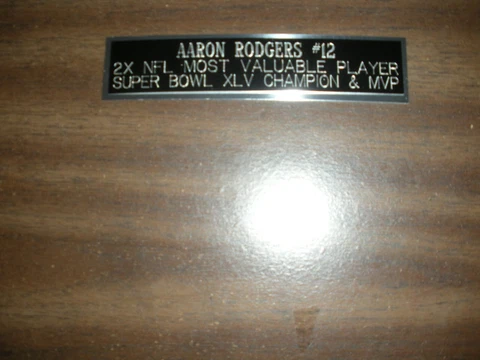 AARON RODGERS #12
2X NFL MOST VALUABLE PLAYER
SUPER BOWL XLV CHAMPION & MVP